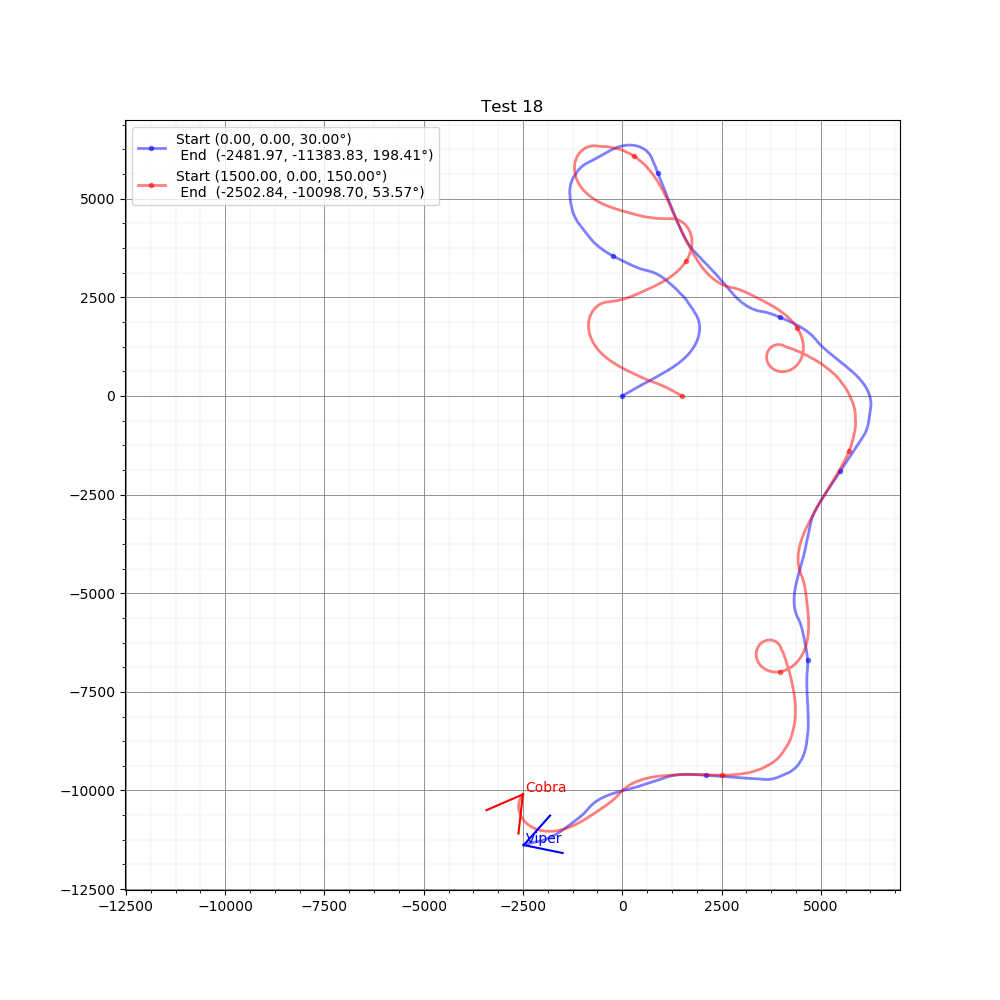 Test 18
Start (0.00, 0.00, 30.00°)
End (-2481.97, -11383.83, 198.41°)
Start (1500.00, 0.00, 150.00°)
End (-2502.84, -10098.70, 53.57°)
5000
2500
0
−2500
−5000
−7500
−10000
−12500
Cobra
Viper
−12500 −10000 −7500 −5000 −2500 0 2500 5000